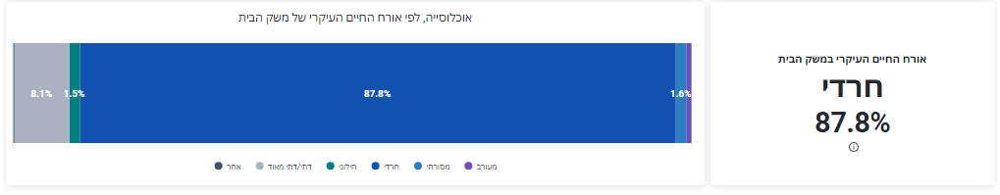 אוכלוסייה, לפי אורח החיים העיקרי של משק הבית
8.1% 1.5% 87.8% 1.6%
אחר דתי/דתי מאוד חילוני חרדי מסורתי מעורב
אורח החיים העיקרי במשק הבית
חרדי
87.8%